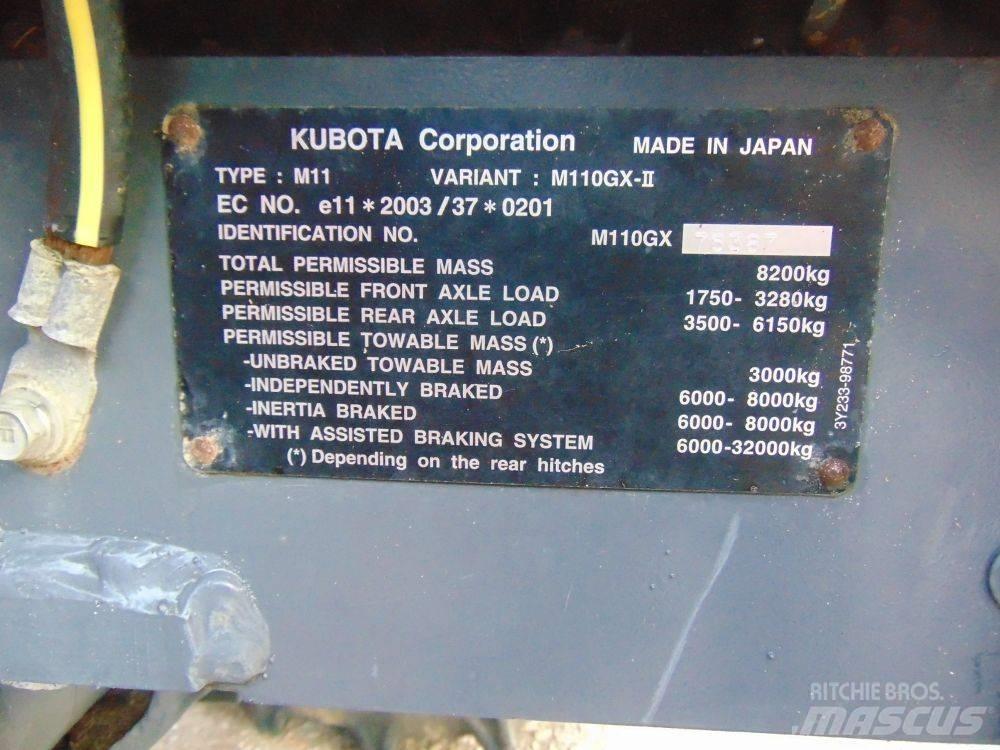 KUBOTA Corporation MADE IN JAPAN
TYPE : M11 VARIANT : M110GX-II
EC NO. e11*2003/37*0201
IDENTIFICATION NO. M110GX
TOTAL PERMISSIBLE MASS 8200kg
PERMISSIBLE FRONT AXLE LOAD 1750- 3280kg
PERMISSIBLE REAR AXLE LOAD 3500- 6150kg
PERMISSIBLE TOWABLE MASS (*)
-UNBRAKED TOWABLE MASS 3000kg
-INDEPENDENTLY BRAKED 6000- 8000kg
-INERTIA BRAKED 6000- 8000kg
-WITH ASSISTED BRAKING SYSTEM 6000-32000kg
(*) Depending on the rear hitches
3Y233-98771
RITCHIE BROS.
MASCUS